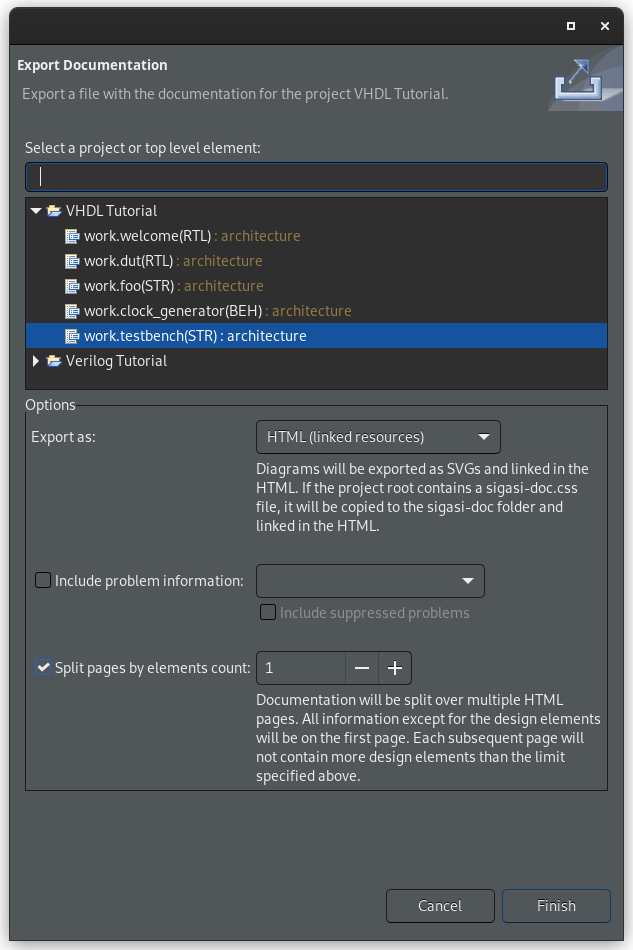 Export Documentation
Export a file with the documentation for the project VHDL Tutorial.
Select a project or top level element:
VHDL Tutorial
work.welcome(RTL) : architecture
work.dut(RTL) : architecture
work.foo(STR) : architecture
work.clock_generator(BEH) : architecture
work.testbench(STR) : architecture
Verilog Tutorial
Options
Export as:
HTML (linked resources)
Diagrams will be exported as SVGs and linked in the
HTML. If the project root contains a sigasi-doc.css
file, it will be copied to the sigasi-doc folder and
linked in the HTML.
Include problem information:
Include suppressed problems
Split pages by elements count:
1
Documentation will be split over multiple HTML
pages. All information except for the design elements
will be on the first page. Each subsequent page will
not contain more design elements than the limit
specified above.
Cancel
Finish